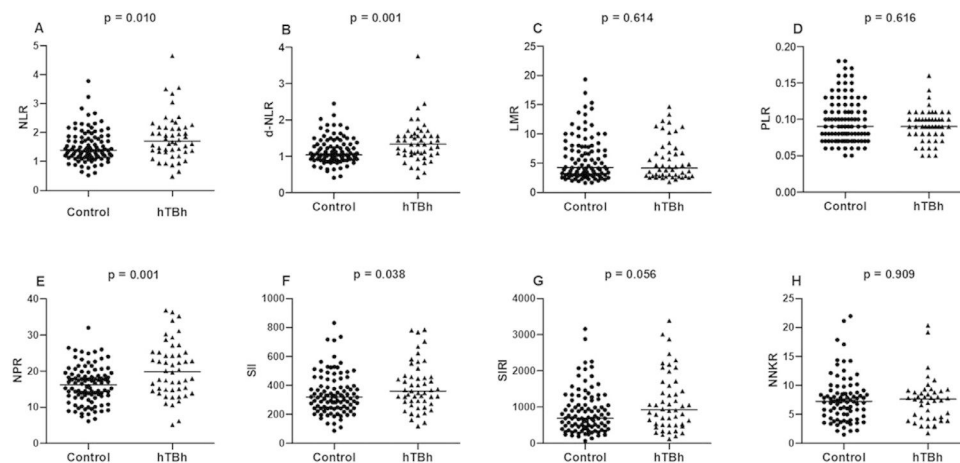 p = 0.010
A
NLR
5
4
3
2
1
0
Control hTBh
p = 0.001
B
d-NLR
4
3
2
1
0
Control hTBh
p = 0.614
C
LMR
25
20
15
10
5
0
Control hTBh
p = 0.616
D
PLR
0.20
0.15
0.10
0.05
0.00
Control hTBh
p = 0.001
E
NPR
40
30
20
10
0
Control hTBh
p = 0.038
F
SII
1000
800
600
400
200
0
Control hTBh
p = 0.056
G
SIRI
4000
3000
2000
1000
0
Control hTBh
p = 0.909
H
NNKR
25
20
15
10
5
0
Control hTBh